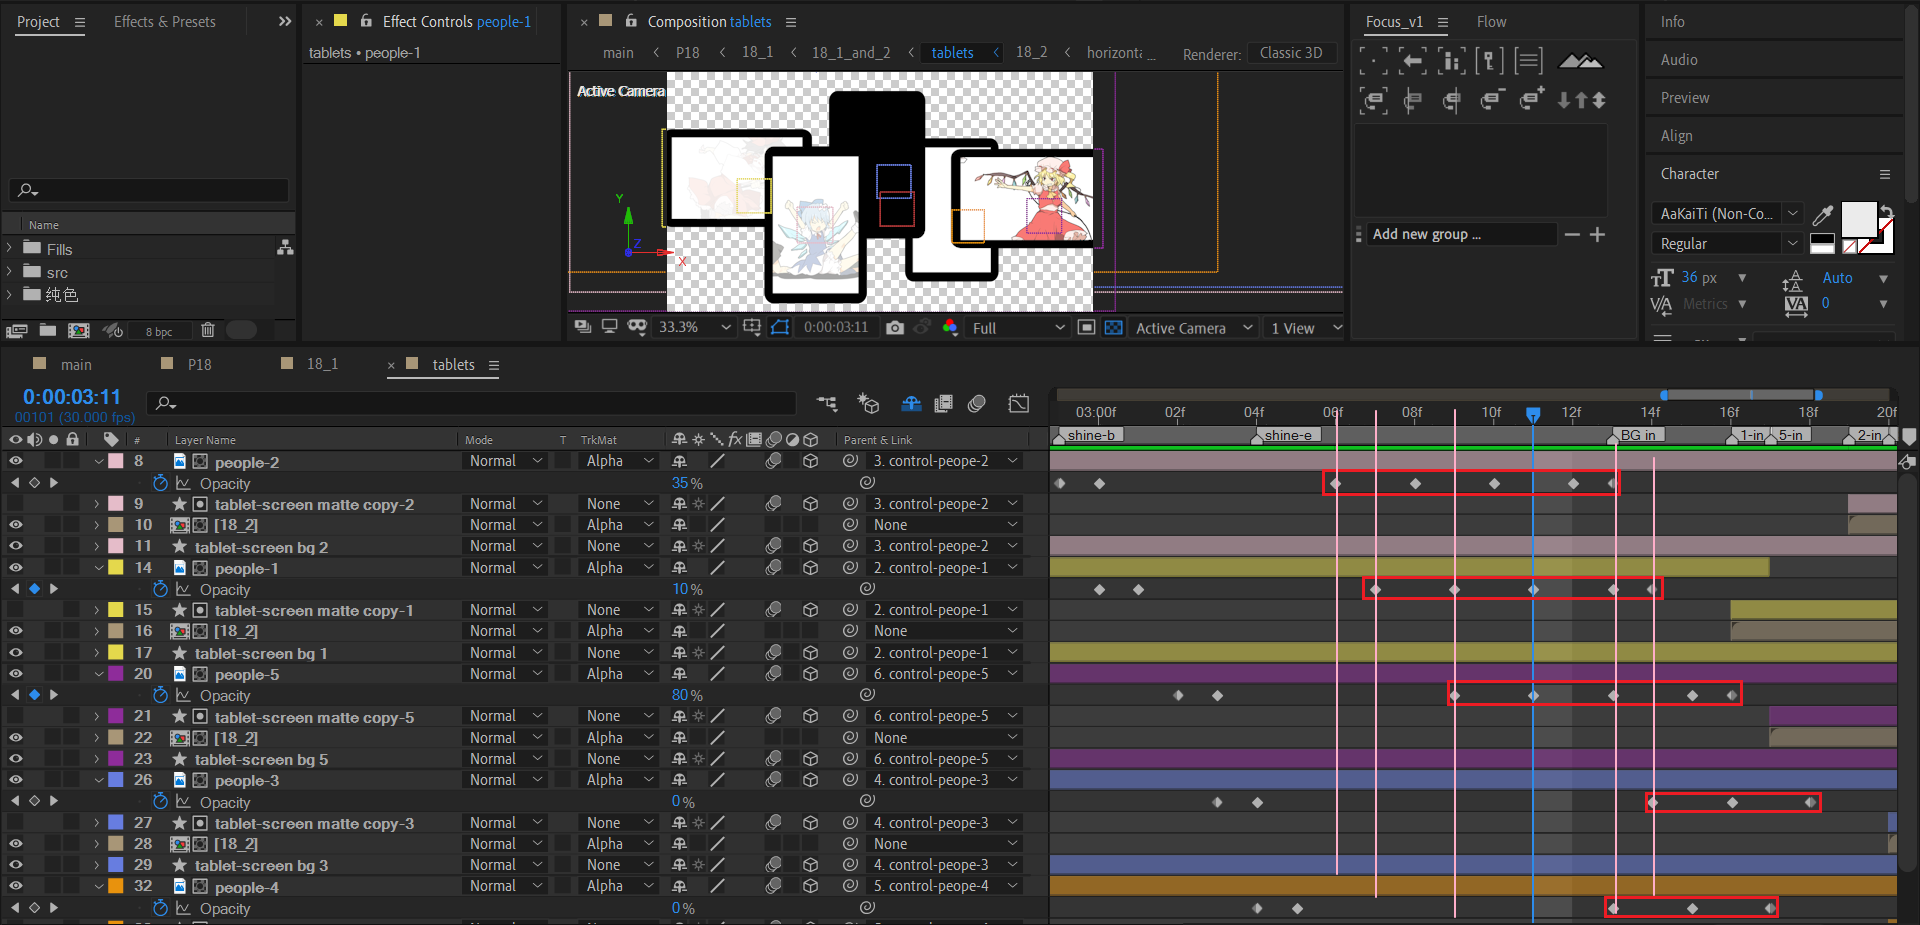 Project
Effects & Presets
Effect Controls people-1
Composition tablets
Focus_v1
Flow
Info
tablets • people-1
main
P18
18_1
18_1_and_2
tablets
18_2
horizonta ...
Renderer:
Classic 3D
Active Camera
Audio
Preview
Align
Character
AaKaiTi (Non-Co...
Regular
Add new group ...
36 px
Auto
Metrics
0
Y
Z
X
Name
Fills
src
纯色
8 bpc
33.3%
0:00:03:11
Full
Active Camera
1 View
main
P18
18_1
tablets
0:00:03:11
00101 (30.000 fps)
03:00f
02f
04f
06f
08f
10f
12f
14f
16f
18f
20f
shine-b
shine-e
BG in
1-in
5-in
2-in
#
Layer Name
Mode
T
TrkMat
fx
Parent & Link
8 people-2 Normal Alpha 3. control-peope-2
Opacity 35 %
9 tablet-screen matte copy-2 Normal None 3. control-peope-2
10 [18_2] Normal Alpha None
11 tablet-screen bg 2 Normal None 3. control-peope-2
14 people-1 Normal Alpha 2. control-peope-1
Opacity 10 %
15 tablet-screen matte copy-1 Normal None 2. control-peope-1
16 [18_2] Normal Alpha None
17 tablet-screen bg 1 Normal None 2. control-peope-1
20 people-5 Normal Alpha 6. control-peope-5
Opacity 80 %
21 tablet-screen matte copy-5 Normal None 6. control-peope-5
22 [18_2] Normal Alpha None
23 tablet-screen bg 5 Normal None 6. control-peope-5
26 people-3 Normal Alpha 4. control-peope-3
Opacity 0 %
27 tablet-screen matte copy-3 Normal None 4. control-peope-3
28 [18_2] Normal Alpha None
29 tablet-screen bg 3 Normal None 4. control-peope-3
32 people-4 Normal Alpha 5. control-peope-4
Opacity 0 %